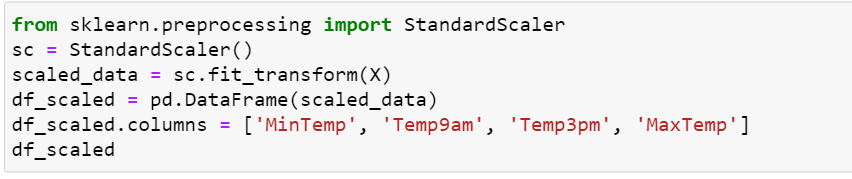 from sklearn.preprocessing import StandardScaler
sc = StandardScaler()
scaled_data = sc.fit_transform(X)
df_scaled = pd.DataFrame(scaled_data)
df_scaled.columns = ['MinTemp', 'Temp9am', 'Temp3pm', 'MaxTemp']
df_scaled